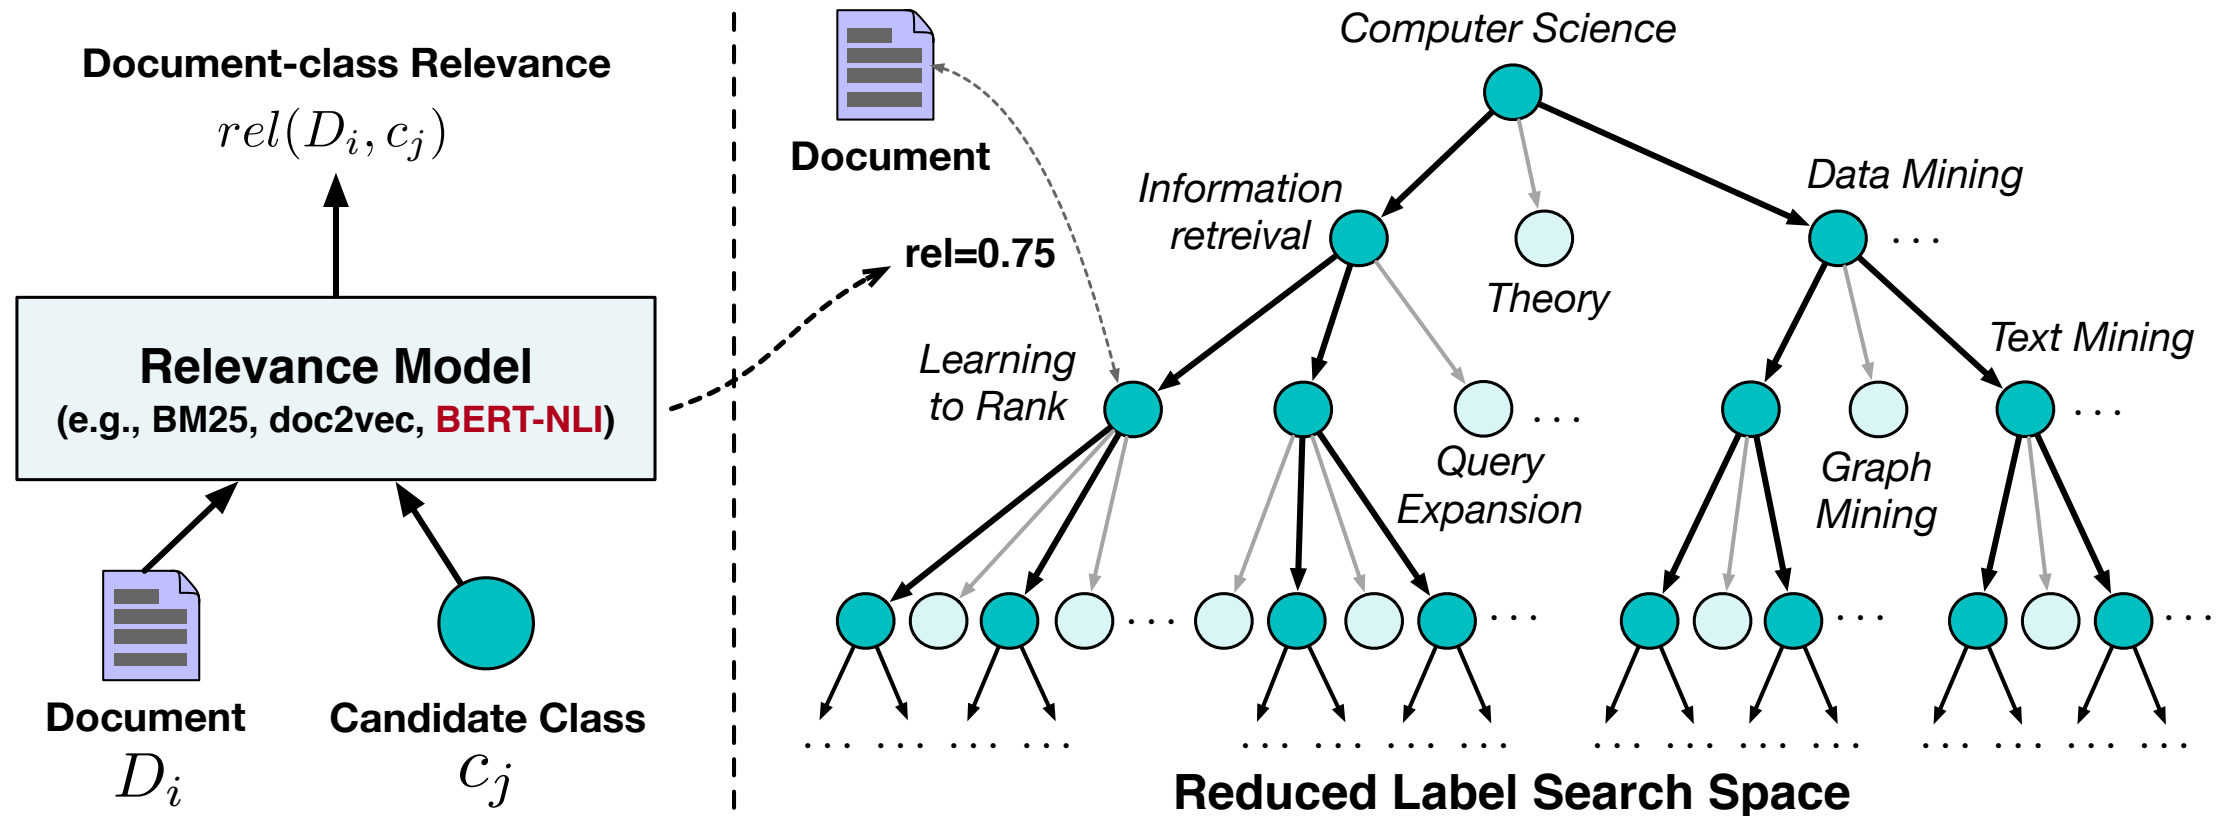 Document-class Relevance
rel(D_i, c_j)
Relevance Model
(e.g., BM25, doc2vec, BERT-NLI)
Document
D_i
Candidate Class
c_j
Document
rel=0.75
Computer Science
Information
retreival
Theory
Data Mining
. . .
Learning
to Rank
Query
Expansion
. . .
Graph
Mining
Text Mining
. . .
. . .
. . .
. . .
. . .
. . . . . . . . . . . .
. . . . . . . . . . . .
. . . . . . . . . . . .
. . . . . . . . . . . .
Reduced Label Search Space